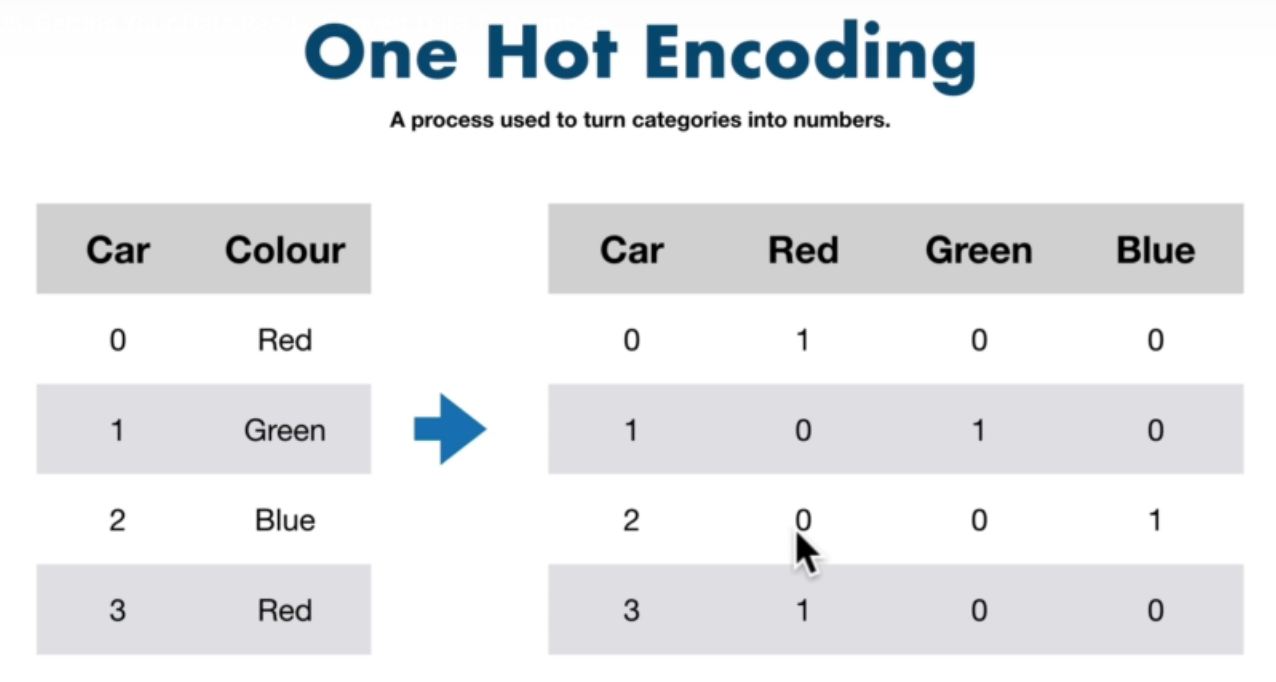 One Hot Encoding
A process used to turn categories into numbers.
Car Colour
0 Red
1 Green
2 Blue
3 Red
Car Red Green Blue
0 1 0 0
1 0 1 0
2 0 0 1
3 1 0 0